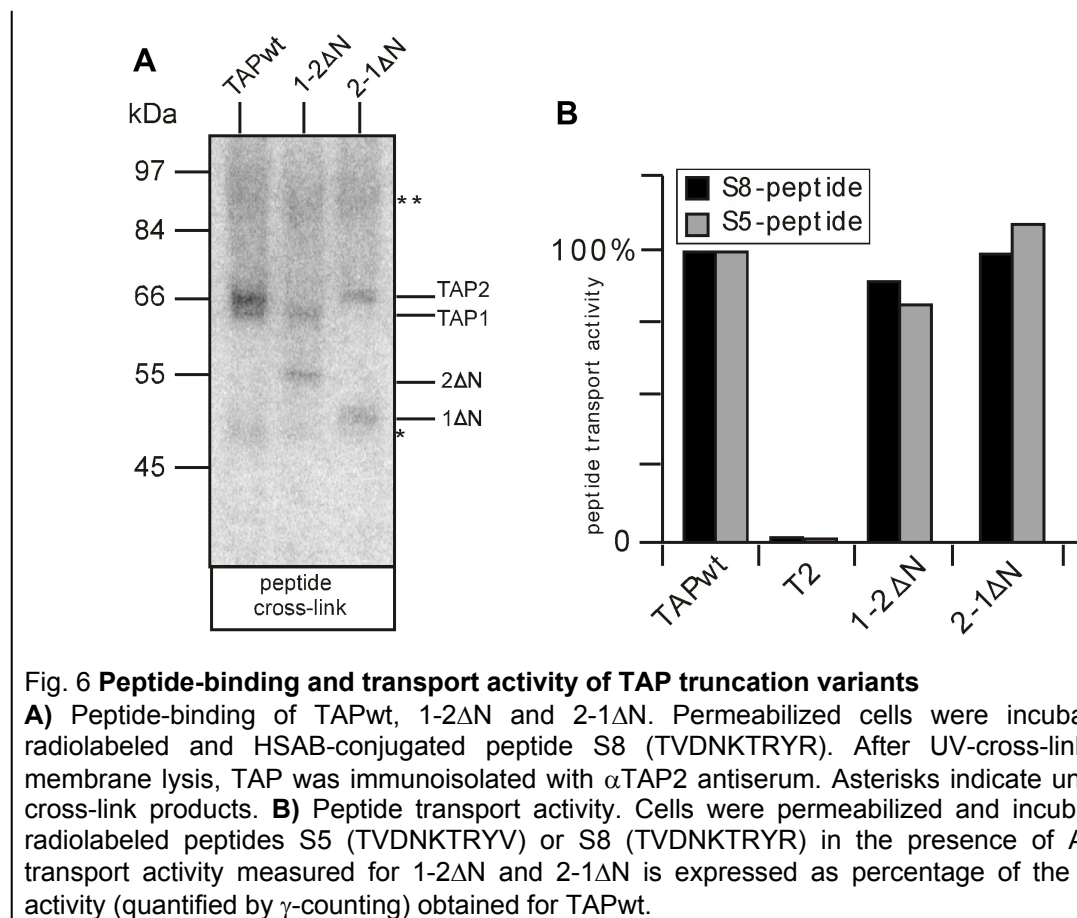 A
TAPwt
1-2ΔN
2-1ΔN
kDa
97
84
66
55
45
**
TAP2
TAP1
2ΔN
1ΔN
*
peptide
cross-link
B
S8-peptide
S5-peptide
100%
0
peptide transport activity
TAPwt
T2
1-2ΔN
2-1ΔN
Fig. 6 Peptide-binding and transport activity of TAP truncation variants
A) Peptide-binding of TAPwt, 1-2ΔN and 2-1ΔN. Permeabilized cells were incuba
radiolabeled and HSAB-conjugated peptide S8 (TVDNKTRYR). After UV-cross-link
membrane lysis, TAP was immunoisolated with αTAP2 antiserum. Asterisks indicate un
cross-link products. B) Peptide transport activity. Cells were permeabilized and incub
radiolabeled peptides S5 (TVDNKTRYV) or S8 (TVDNKTRYR) in the presence of A
transport activity measured for 1-2ΔN and 2-1ΔN is expressed as percentage of the
activity (quantified by γ-counting) obtained for TAPwt.